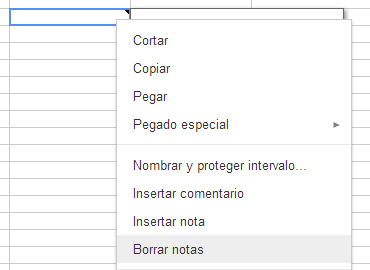 Cortar
Copiar
Pegar
Pegado especial
Nombrar y proteger intervalo...
Insertar comentario
Insertar nota
Borrar notas